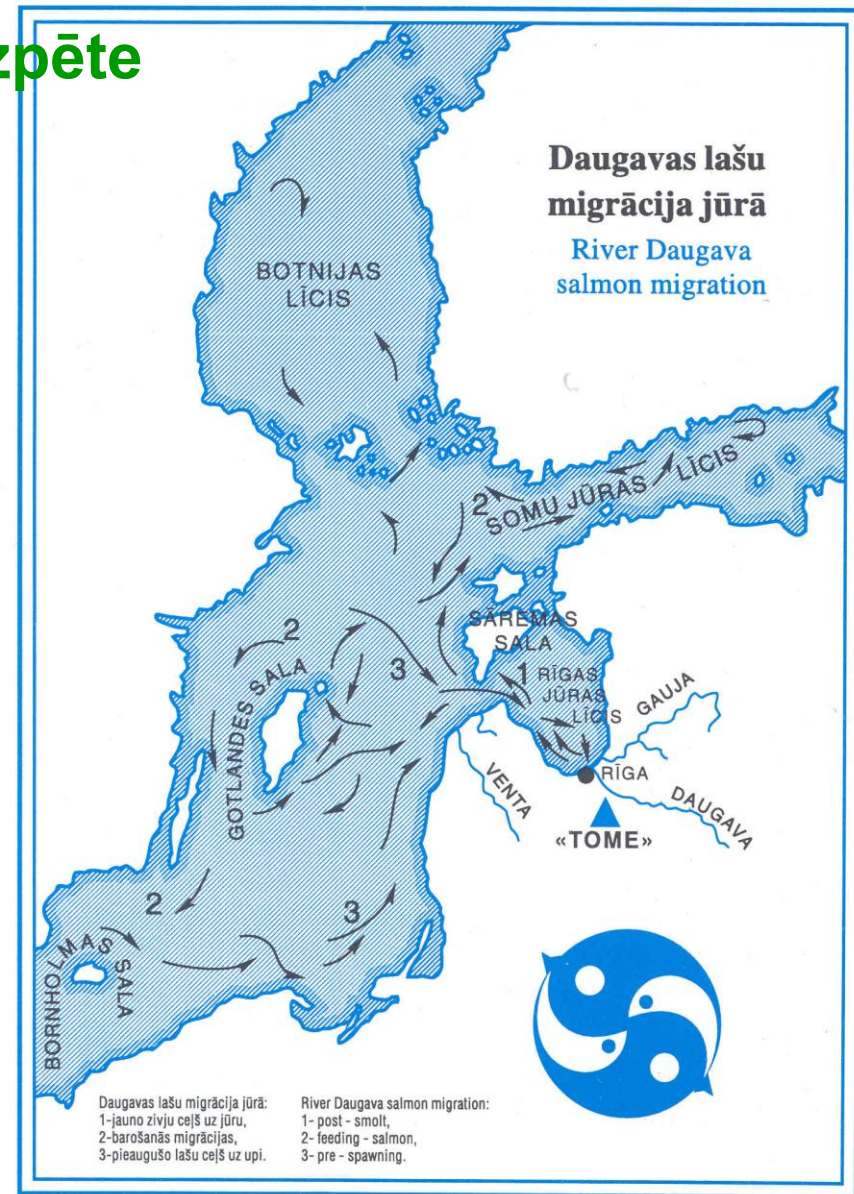 zpēte
Daugavas lašu
migrācija jūrā
River Daugava
salmon migration
BOTNIJAS
LĪCIS
2
SOMU JŪRAS LĪCIS
SĀREMAS
SALA
2
3
1
RĪGAS
JŪRAS
LĪCIS
GOTLANDES SALA
GAUJA
VENTA
RĪGA
DAUGAVA
«TOME»
2
3
BORNHOLMAS
SALA
Daugavas lašu migrācija jūrā:
1-jauno zivju ceļš uz jūru,
2-barošanās migrācijas,
3-pieaugušo lašu ceļš uz upi.
River Daugava salmon migration:
1- post - smolt,
2- feeding - salmon,
3- pre - spawning.